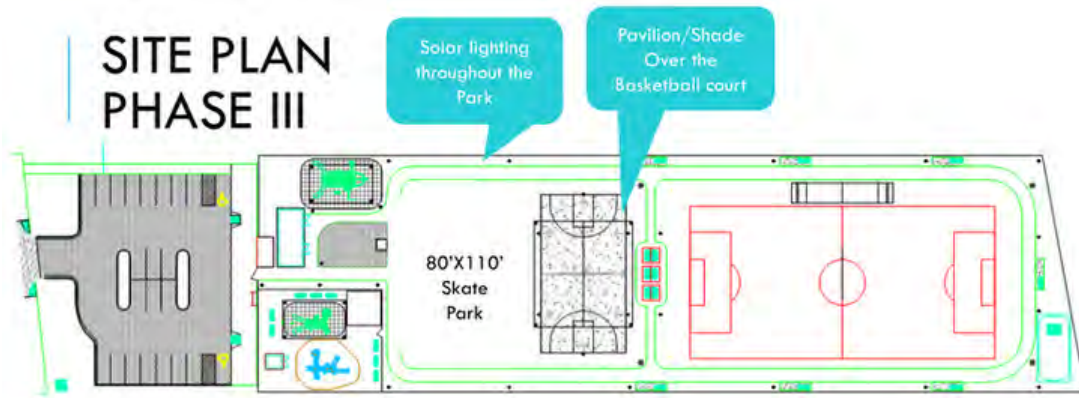 SITE PLAN
PHASE III
Solar lighting
throughout the
Park
Pavilion/Shade
Over the
Basketball court
80'X110'
Skate
Park